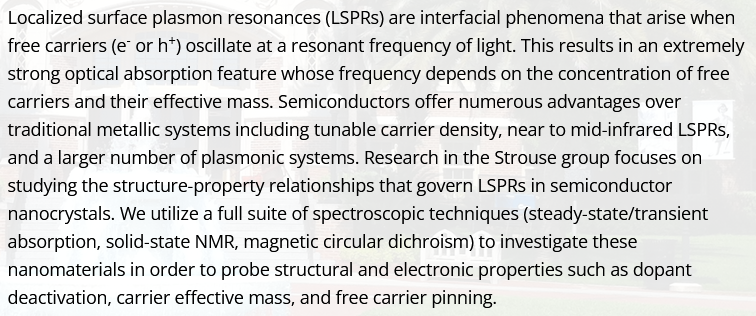 Localized surface plasmon resonances (LSPRs) are interfacial phenomena that arise when
free carriers (e⁻ or h⁺) oscillate at a resonant frequency of light. This results in an extremely
strong optical absorption feature whose frequency depends on the concentration of free
carriers and their effective mass. Semiconductors offer numerous advantages over
traditional metallic systems including tunable carrier density, near to mid-infrared LSPRs,
and a larger number of plasmonic systems. Research in the Strouse group focuses on
studying the structure-property relationships that govern LSPRs in semiconductor
nanocrystals. We utilize a full suite of spectroscopic techniques (steady-state/transient
absorption, solid-state NMR, magnetic circular dichroism) to investigate these
nanomaterials in order to probe structural and electronic properties such as dopant
deactivation, carrier effective mass, and free carrier pinning.